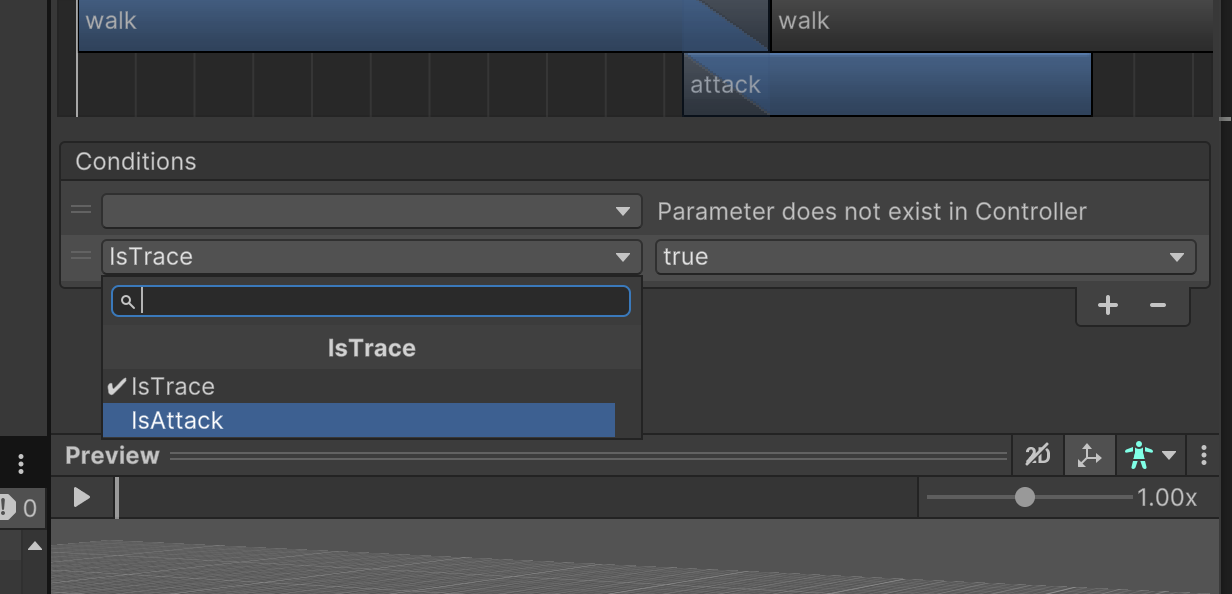 walk
walk
attack
Conditions
Parameter does not exist in Controller
IsTrace
true
IsTrace
✔IsTrace
IsAttack
Preview
2D
1.00x
! 0